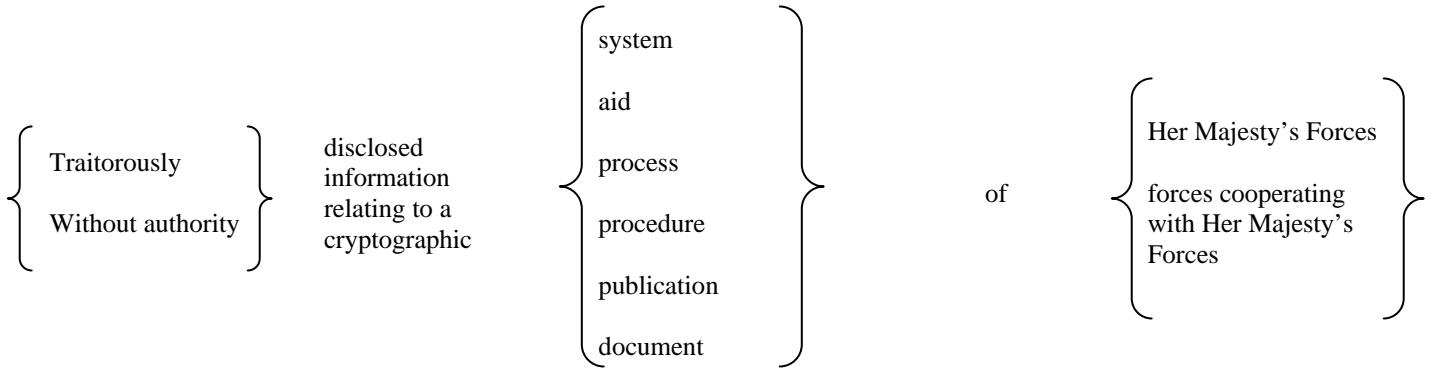 Traitorously
Without authority
disclosed
information
relating to a
cryptographic
system
aid
process
procedure
publication
document
of
Her Majesty’s Forces
forces cooperating
with Her Majesty’s
Forces